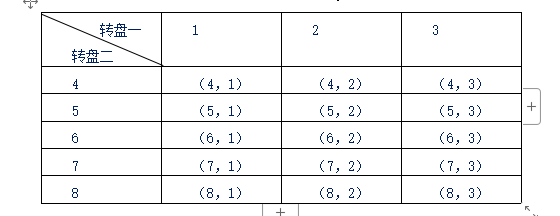 转盘一 1 2 3
转盘二
4 （4，1） （4，2） （4，3）
5 （5，1） （5，2） （5，3）
6 （6，1） （6，2） （6，3）
7 （7，1） （7，2） （7，3）
8 （8，1） （8，2） （8，3）